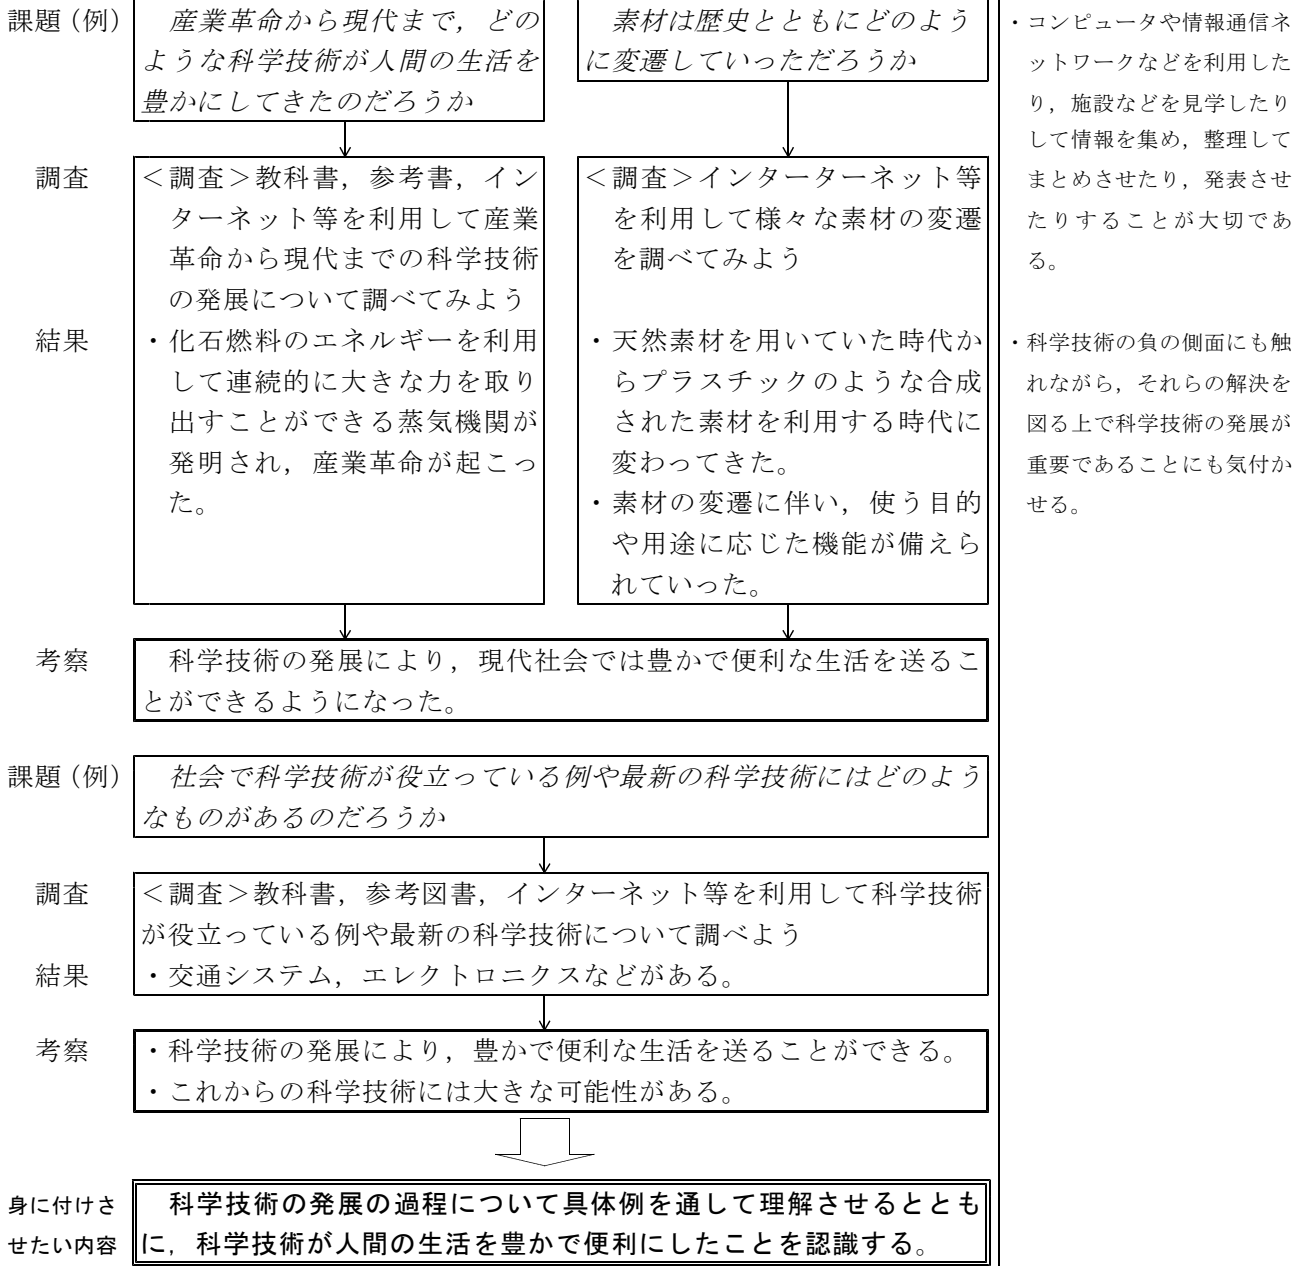 課題（例）
産業革命から現代まで，どの
ような科学技術が人間の生活を
豊かにしてきたのだろうか
素材は歴史とともにどのよう
に変遷していっただろうか
調査
＜調査＞教科書，参考書，イン
ターネット等を利用して産業
革命から現代までの科学技術
の発展について調べてみよう
結果
・化石燃料のエネルギーを利用
して連続的に大きな力を取り
出すことができる蒸気機関が
発明され，産業革命が起こっ
た。
＜調査＞インターターネット等
を利用して様々な素材の変遷
を調べてみよう
・天然素材を用いていた時代か
らプラスチックのような合成
された素材を利用する時代に
変わってきた。
・素材の変遷に伴い，使う目的
や用途に応じた機能が備えら
れていった。
考察
科学技術の発展により，現代社会では豊かで便利な生活を送るこ
とができるようになった。
課題（例）
社会で科学技術が役立っている例や最新の科学技術にはどのよう
なものがあるのだろうか
調査
＜調査＞教科書，参考図書，インターネット等を利用して科学技術
が役立っている例や最新の科学技術について調べよう
結果
・交通システム，エレクトロニクスなどがある。
考察
・科学技術の発展により，豊かで便利な生活を送ることができる。
・これからの科学技術には大きな可能性がある。
身に付けさ
せたい内容
科学技術の発展の過程について具体例を通して理解させるととも
に，科学技術が人間の生活を豊かで便利にしたことを認識する。
・コンピュータや情報通信ネ
ットワークなどを利用した
り，施設などを見学したり
して情報を集め，整理して
まとめさせたり，発表させ
たりすることが大切であ
る。
・科学技術の負の側面にも触
れながら，それらの解決を
図る上で科学技術の発展が
重要であることにも気付か
せる。